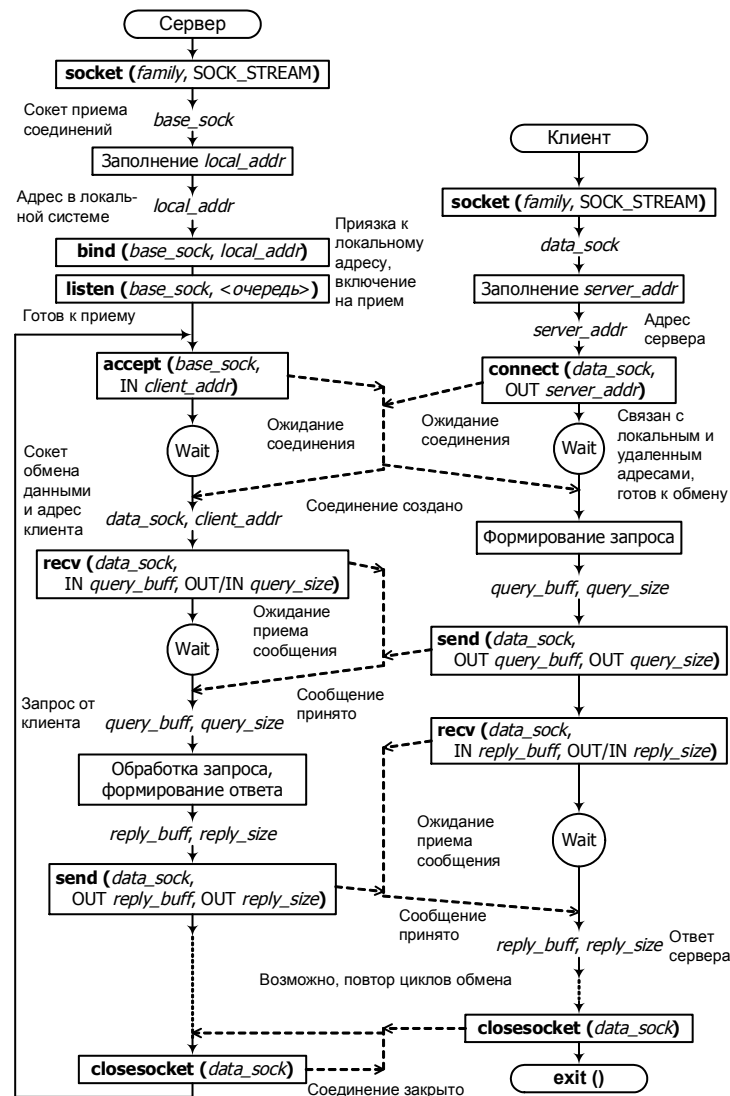 Сервер
socket (family, SOCK_STREAM)
Сокет приема
соединений
base_sock
Заполнение local_addr
Адрес в локаль-
ной системе
local_addr
bind (base_sock, local_addr)
Приязка к
локальному
адресу,
включение
на прием
listen (base_sock, <очередь>)
Готов к приему
accept (base_sock,
IN client_addr)
Wait
Ожидание
соединения
Сокет
обмена
данными
и адрес
клиента
data_sock, client_addr
recv (data_sock,
IN query_buff, OUT/IN query_size)
Wait
Ожидание
приема
сообщения
Запрос от
клиента
Сообщение
принято
query_buff, query_size
Обработка запроса,
формирование ответа
reply_buff, reply_size
send (data_sock,
OUT reply_buff, OUT reply_size)
closesocket (data_sock)
Клиент
socket (family, SOCK_STREAM)
data_sock
Заполнение server_addr
server_addr
Адрес
сервера
connect (data_sock,
OUT server_addr)
Ожидание
соединения
Wait
Связан с
локальным и
удаленным
адресами,
готов к обмену
Соединение создано
Формирование запроса
query_buff, query_size
send (data_sock,
OUT query_buff, OUT query_size)
recv (data_sock,
IN reply_buff, OUT/IN reply_size)
Ожидание
приема
сообщения
Wait
Сообщение
принято
reply_buff, reply_size
Ответ
сервера
Возможно, повтор циклов обмена
closesocket (data_sock)
Соединение закрыто
exit ()